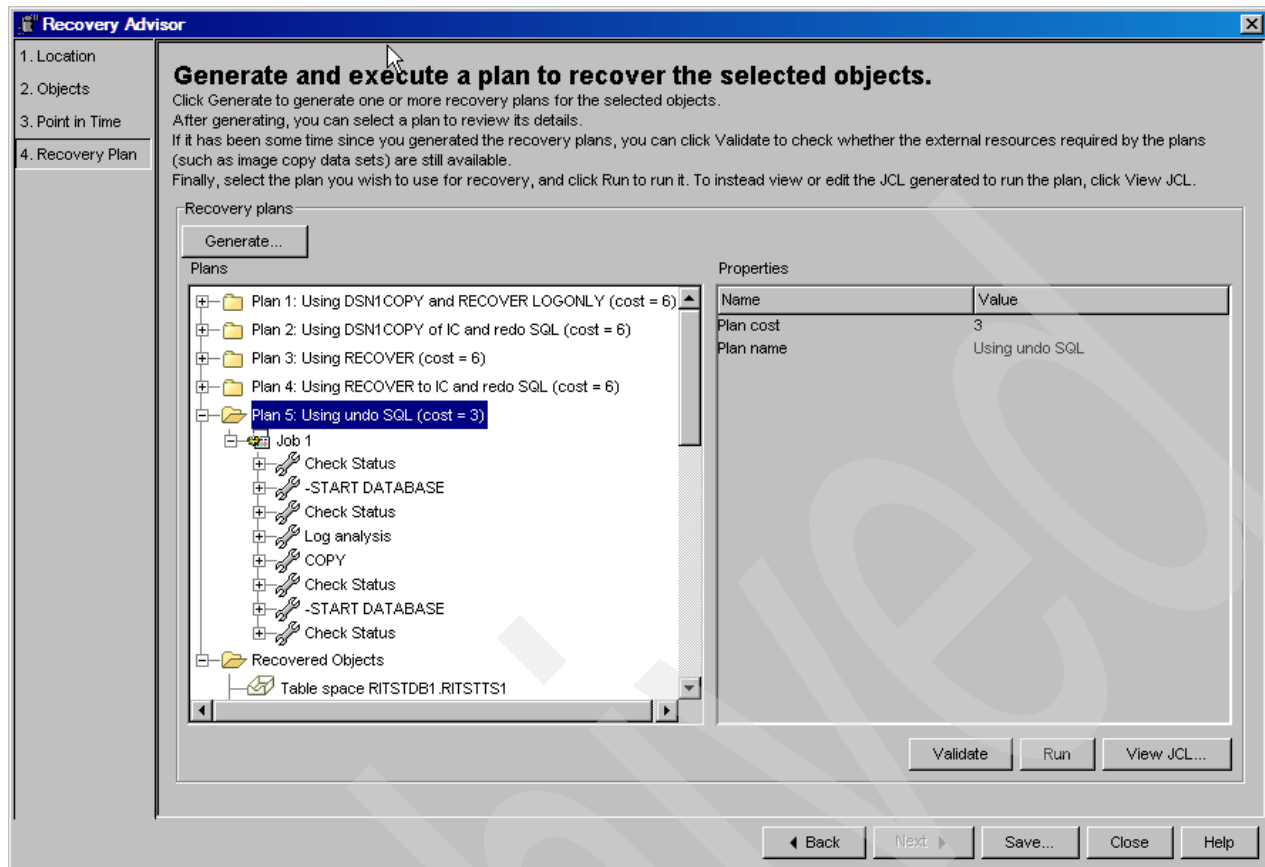 Recovery Advisor
1. Location
2. Objects
3. Point in Time
4. Recovery Plan
Generate and execute a plan to recover the selected objects.
Click Generate to generate one or more recovery plans for the selected objects.
After generating, you can select a plan to review its details.
If it has been some time since you generated the recovery plans, you can click Validate to check whether the external resources required by the plans
(such as image copy data sets) are still available.
Finally, select the plan you wish to use for recovery, and click Run to run it. To instead view or edit the JCL generated to run the plan, click View JCL.
Recovery plans
Generate...
Plans
Plan 1: Using DSN1COPY and RECOVER LOGONLY (cost = 6)
Plan 2: Using DSN1COPY of IC and redo SQL (cost = 6)
Plan 3: Using RECOVER (cost = 6)
Plan 4: Using RECOVER to IC and redo SQL (cost = 6)
Plan 5: Using undo SQL (cost = 3)
Job 1
Check Status
-START DATABASE
Check Status
Log analysis
COPY
Check Status
-START DATABASE
Check Status
Recovered Objects
Table space RITSTDB1.RITSTTS1
Properties
Name Value
Plan cost 3
Plan name Using undo SQL
Validate Run View JCL...
Back Next Save... Close Help